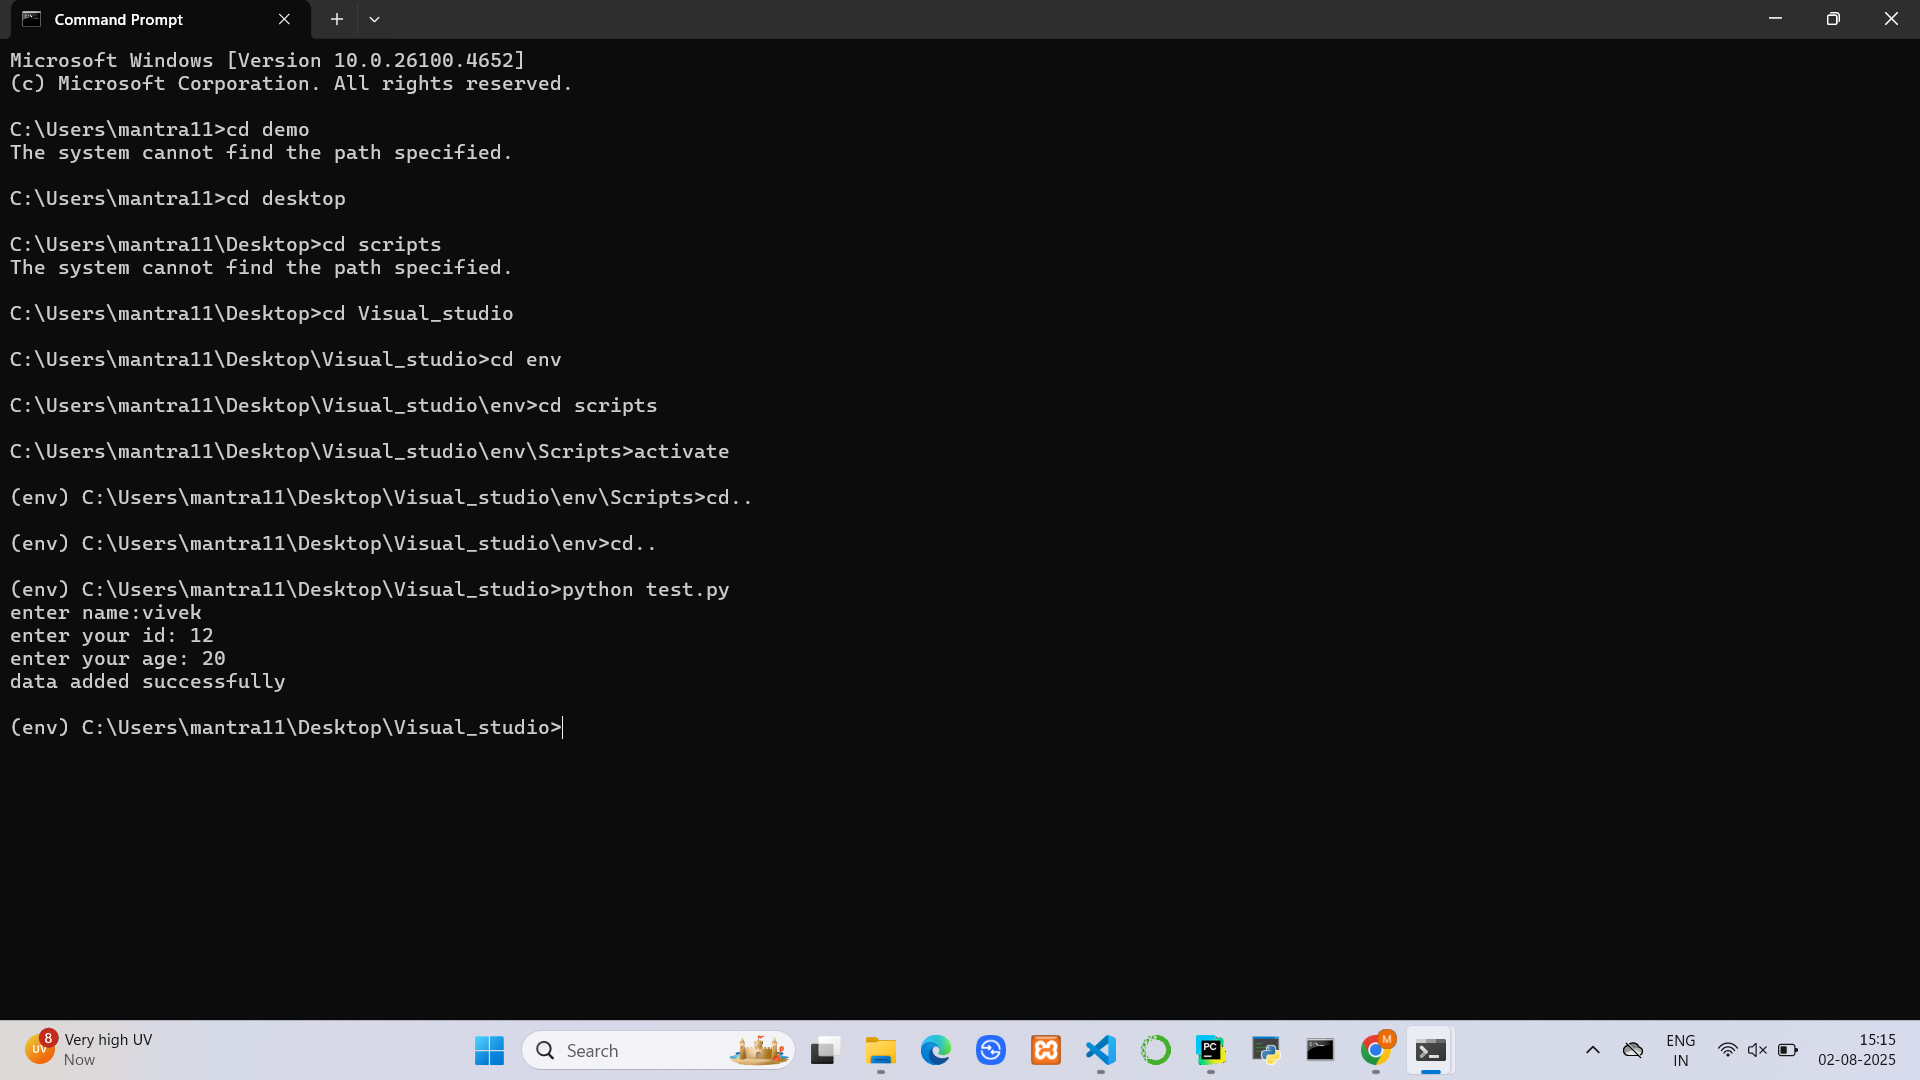 Command Prompt
Microsoft Windows [Version 10.0.26100.4652]
(c) Microsoft Corporation. All rights reserved.
C:\Users\mantra11>cd demo
The system cannot find the path specified.
C:\Users\mantra11>cd desktop
C:\Users\mantra11\Desktop>cd scripts
The system cannot find the path specified.
C:\Users\mantra11\Desktop>cd Visual_studio
C:\Users\mantra11\Desktop\Visual_studio>cd env
C:\Users\mantra11\Desktop\Visual_studio\env>cd scripts
C:\Users\mantra11\Desktop\Visual_studio\env\Scripts>activate
(env) C:\Users\mantra11\Desktop\Visual_studio\env\Scripts>cd..
(env) C:\Users\mantra11\Desktop\Visual_studio\env>cd..
(env) C:\Users\mantra11\Desktop\Visual_studio>python test.py
enter name:vivek
enter your id: 12
enter your age: 20
data added successfully
(env) C:\Users\mantra11\Desktop\Visual_studio>
8
UV
Very high UV
Now
Search
PC
M
ENG
IN
15:15
02-08-2025